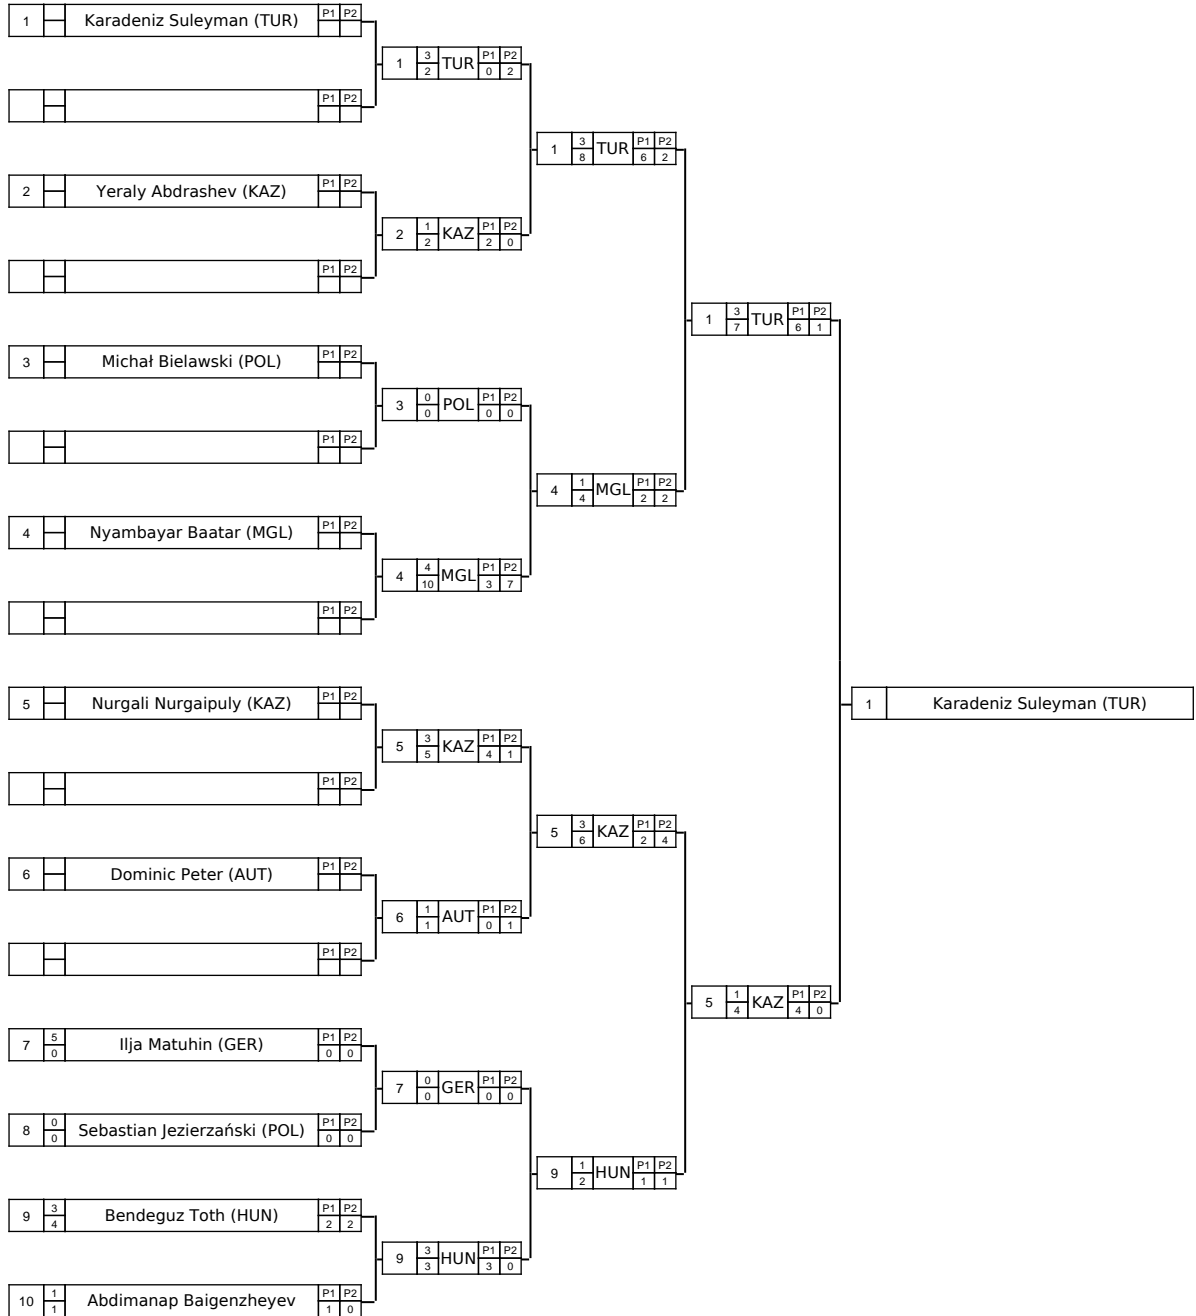 1 Karadeniz Suleyman (TUR) P1 P2
1 3 2 TUR P1 P2 0 2
P1 P2
1 3 8 TUR P1 P2 6 2
2 Yeraly Abdrashev (KAZ) P1 P2
2 1 2 KAZ P1 P2 2 0
P1 P2
1 3 7 TUR P1 P2 6 1
3 Michał Bielawski (POL) P1 P2
3 0 0 POL P1 P2 0 0
P1 P2
4 1 4 MGL P1 P2 2 2
4 Nyambayar Baatar (MGL) P1 P2
4 4 10 MGL P1 P2 3 7
P1 P2
5 Nurgali Nurgaipuly (KAZ) P1 P2
1 Karadeniz Suleyman (TUR)
5 3 5 KAZ P1 P2 4 1
P1 P2
5 3 6 KAZ P1 P2 2 4
6 Dominic Peter (AUT) P1 P2
6 1 1 AUT P1 P2 0 1
P1 P2
5 1 4 KAZ P1 P2 4 0
7 5 0 Ilja Matuhin (GER) P1 P2 0 0
7 0 0 GER P1 P2 0 0
8 0 0 Sebastian Jezierzański (POL) P1 P2 0 0
9 1 2 HUN P1 P2 1 1
9 3 4 Bendeguz Toth (HUN) P1 P2 2 2
9 3 3 HUN P1 P2 3 0
10 1 1 Abdimanap Baigenzheyev P1 P2 1 0